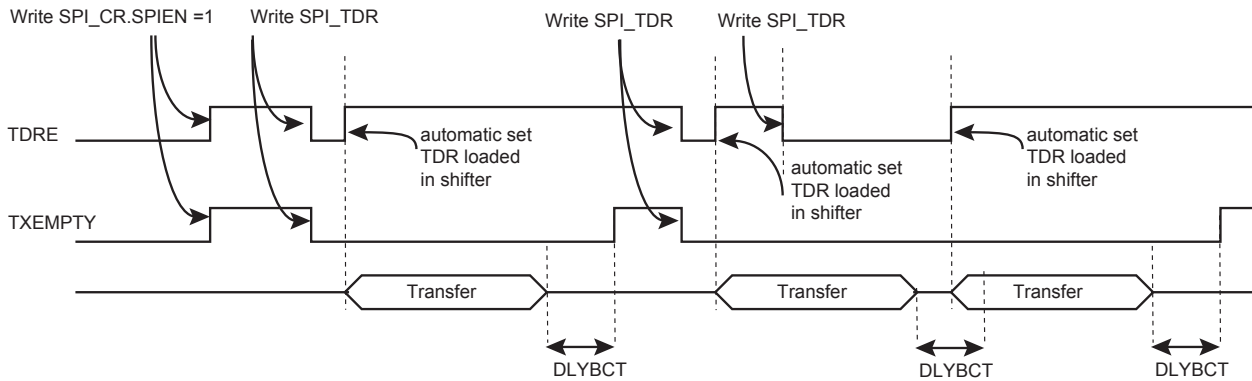 Write SPI_CR.SPIEN =1
Write SPI_TDR
Write SPI_TDR
Write SPI_TDR
TDRE
automatic set
TDR loaded
in shifter
automatic set
TDR loaded
in shifter
automatic set
TDR loaded
in shifter
TXEMPTY
Transfer
Transfer
Transfer
DLYBCT
DLYBCT
DLYBCT